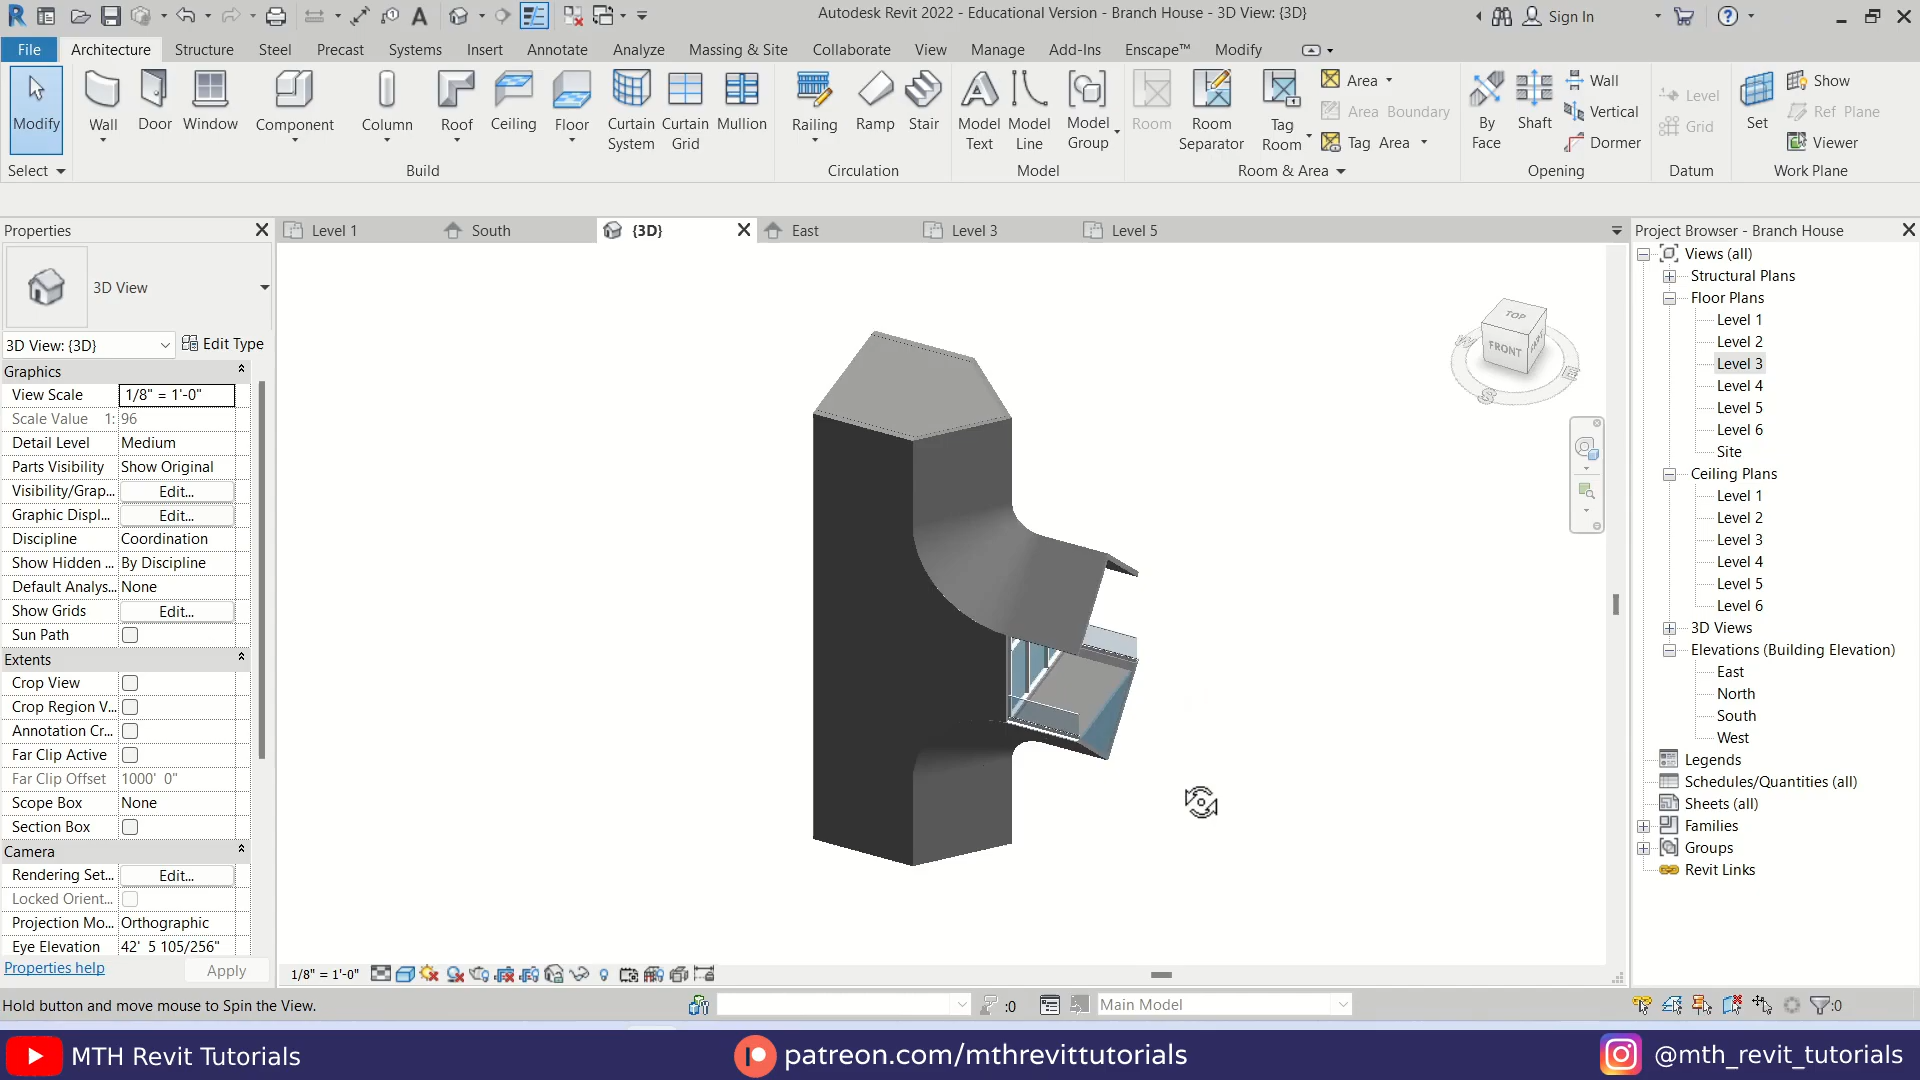 Autodesk Revit 2022 - Educational Version - Branch House - 3D View: {3D}
Sign In
File Architecture Structure Steel Precast Systems Insert Annotate Analyze Massing & Site Collaborate View Manage Add-Ins Enscape™ Modify
Modify
Wall Door Window Component Column Roof Ceiling Floor Curtain System Curtain Grid Mullion
Railing Ramp Stair
Model Text Model Line Model Group
Room Room Separator Tag Room
Area
Area Boundary
Tag Area
By Face Shaft
Wall
Vertical
Dormer
Level
Grid
Set
Show
Ref Plane
Viewer
Select Build Circulation Model Room & Area Opening Datum Work Plane
Properties
Level 1 South {3D} East Level 3 Level 5
Project Browser - Branch House
3D View
3D View: {3D} Edit Type
Graphics
View Scale 1/8" = 1'-0"
Scale Value 1: 96
Detail Level Medium
Parts Visibility Show Original
Visibility/Grap... Edit...
Graphic Displ... Edit...
Discipline Coordination
Show Hidden ... By Discipline
Default Analys... None
Show Grids Edit...
Sun Path
Extents
Crop View
Crop Region V...
Annotation Cr...
Far Clip Active
Far Clip Offset 1000' 0"
Scope Box None
Section Box
Camera
Rendering Set... Edit...
Locked Orient...
Projection Mo... Orthographic
Eye Elevation 42' 5 105/256"
Properties help Apply
TOP
FRONT
W
S
E
Views (all)
Structural Plans
Floor Plans
Level 1
Level 2
Level 3
Level 4
Level 5
Level 6
Site
Ceiling Plans
Level 1
Level 2
Level 3
Level 4
Level 5
Level 6
3D Views
Elevations (Building Elevation)
East
North
South
West
Legends
Schedules/Quantities (all)
Sheets (all)
Families
Groups
Revit Links
1/8" = 1'-0"
Hold button and move mouse to Spin the View.
:0
Main Model
:0
MTH Revit Tutorials
patreon.com/mthrevittutorials
@mth_revit_tutorials